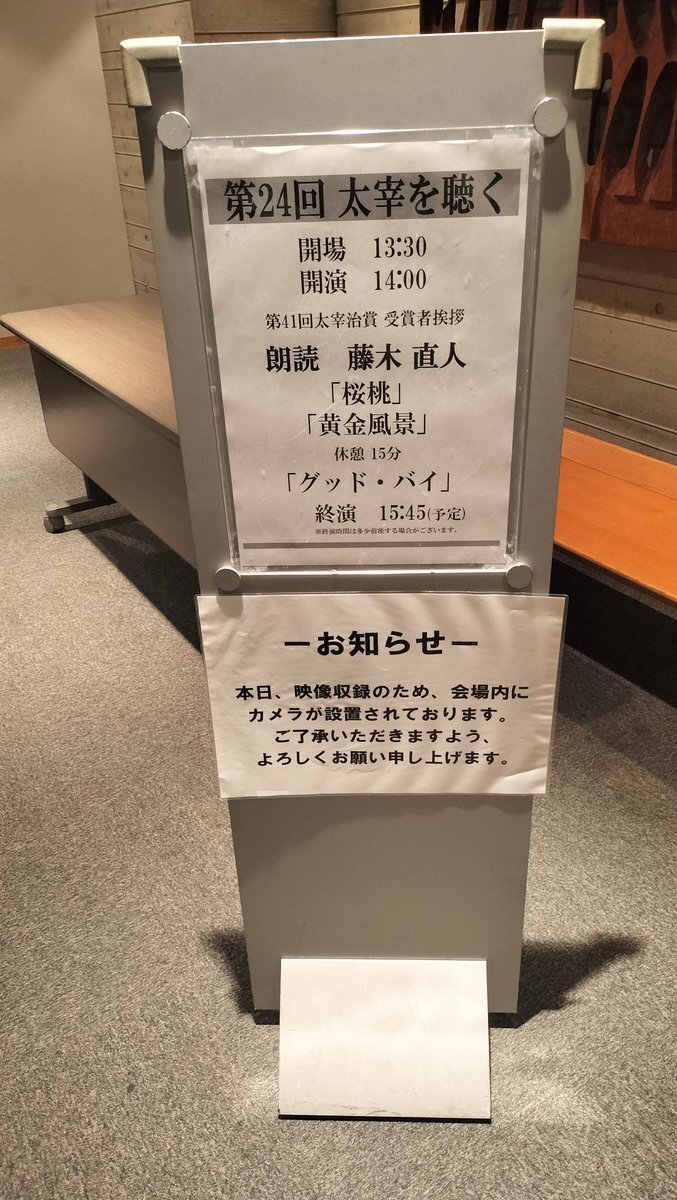 第24回 太宰を聴く
開場 13:30
開演 14:00
第41回太宰治賞 受賞者挨拶
朗読 藤木 直人
「桜桃」
「黄金風景」
休憩 15分
「グッド・バイ」
終演 15:45(予定)
※終演時間は多少前後する場合がございます。
ーお知らせー
本日、映像収録のため、会場内に
カメラが設置されております。
ご了承いただきますよう、
よろしくお願い申し上げます。